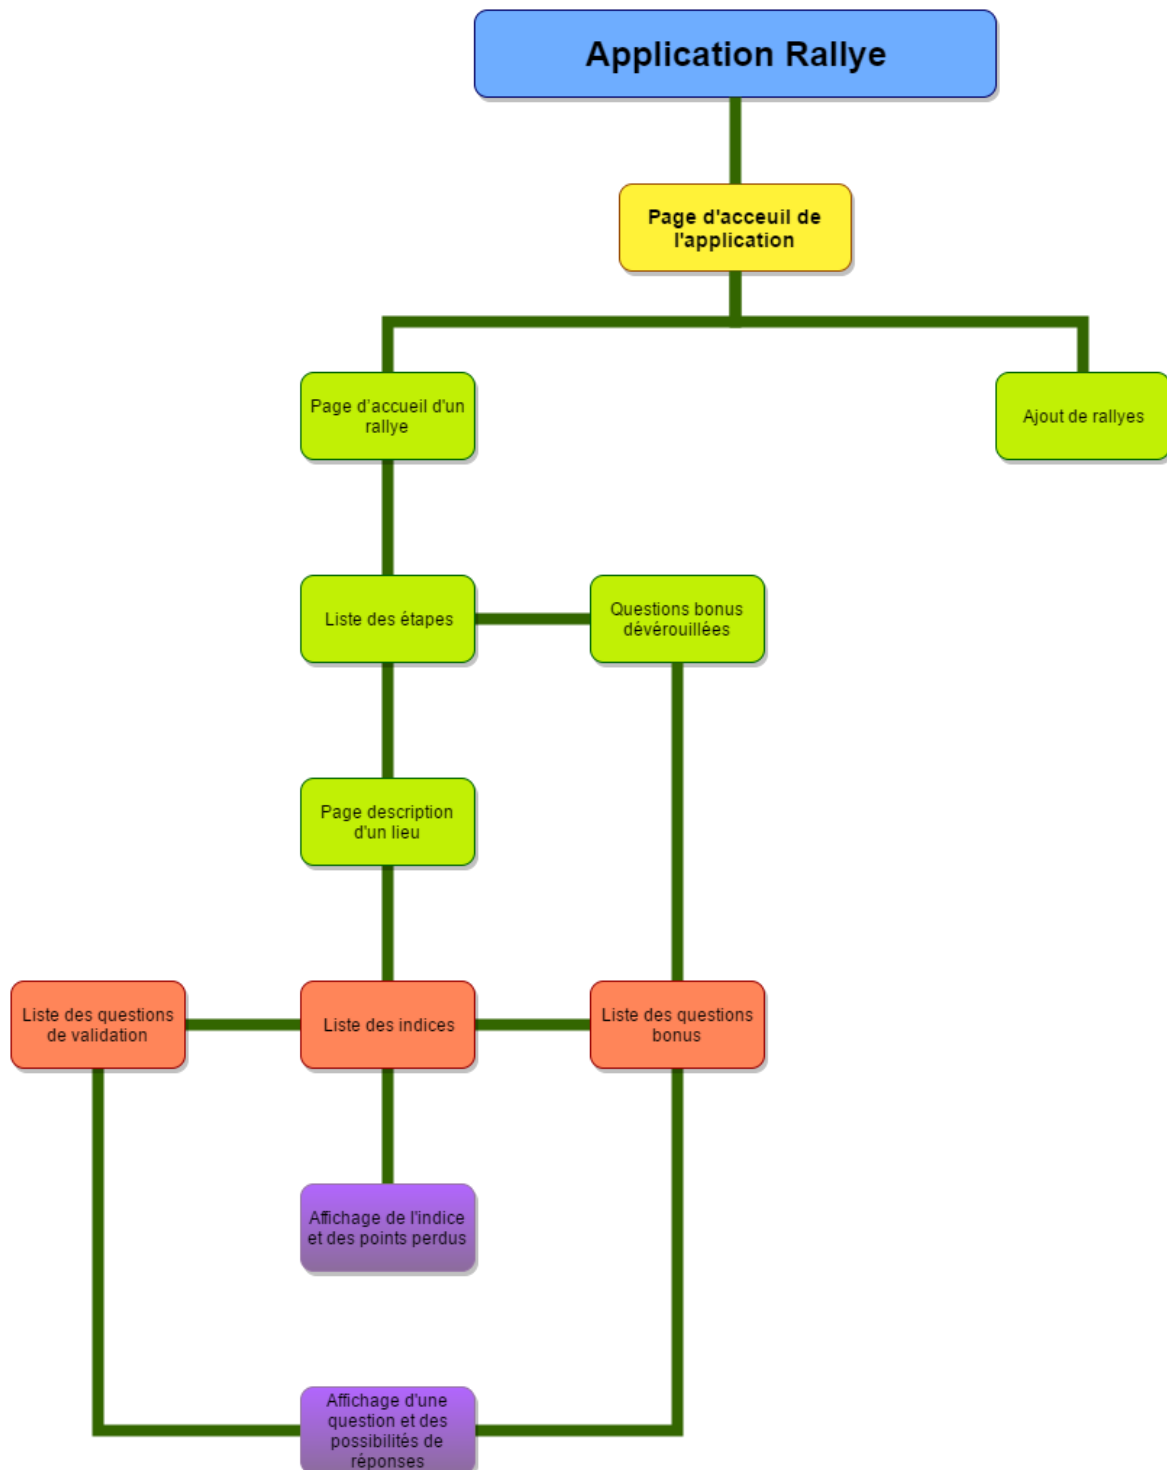 Application Rallye
Page d'acceuil de
l'application
Page d'accueil d'un
rallye
Ajout de rallyes
Liste des étapes
Questions bonus
dévérouillées
Page description
d'un lieu
Liste des questions
de validation
Liste des indices
Liste des questions
bonus
Affichage de l'indice
et des points perdus
Affichage d'une
question et des
possibilités de
réponses